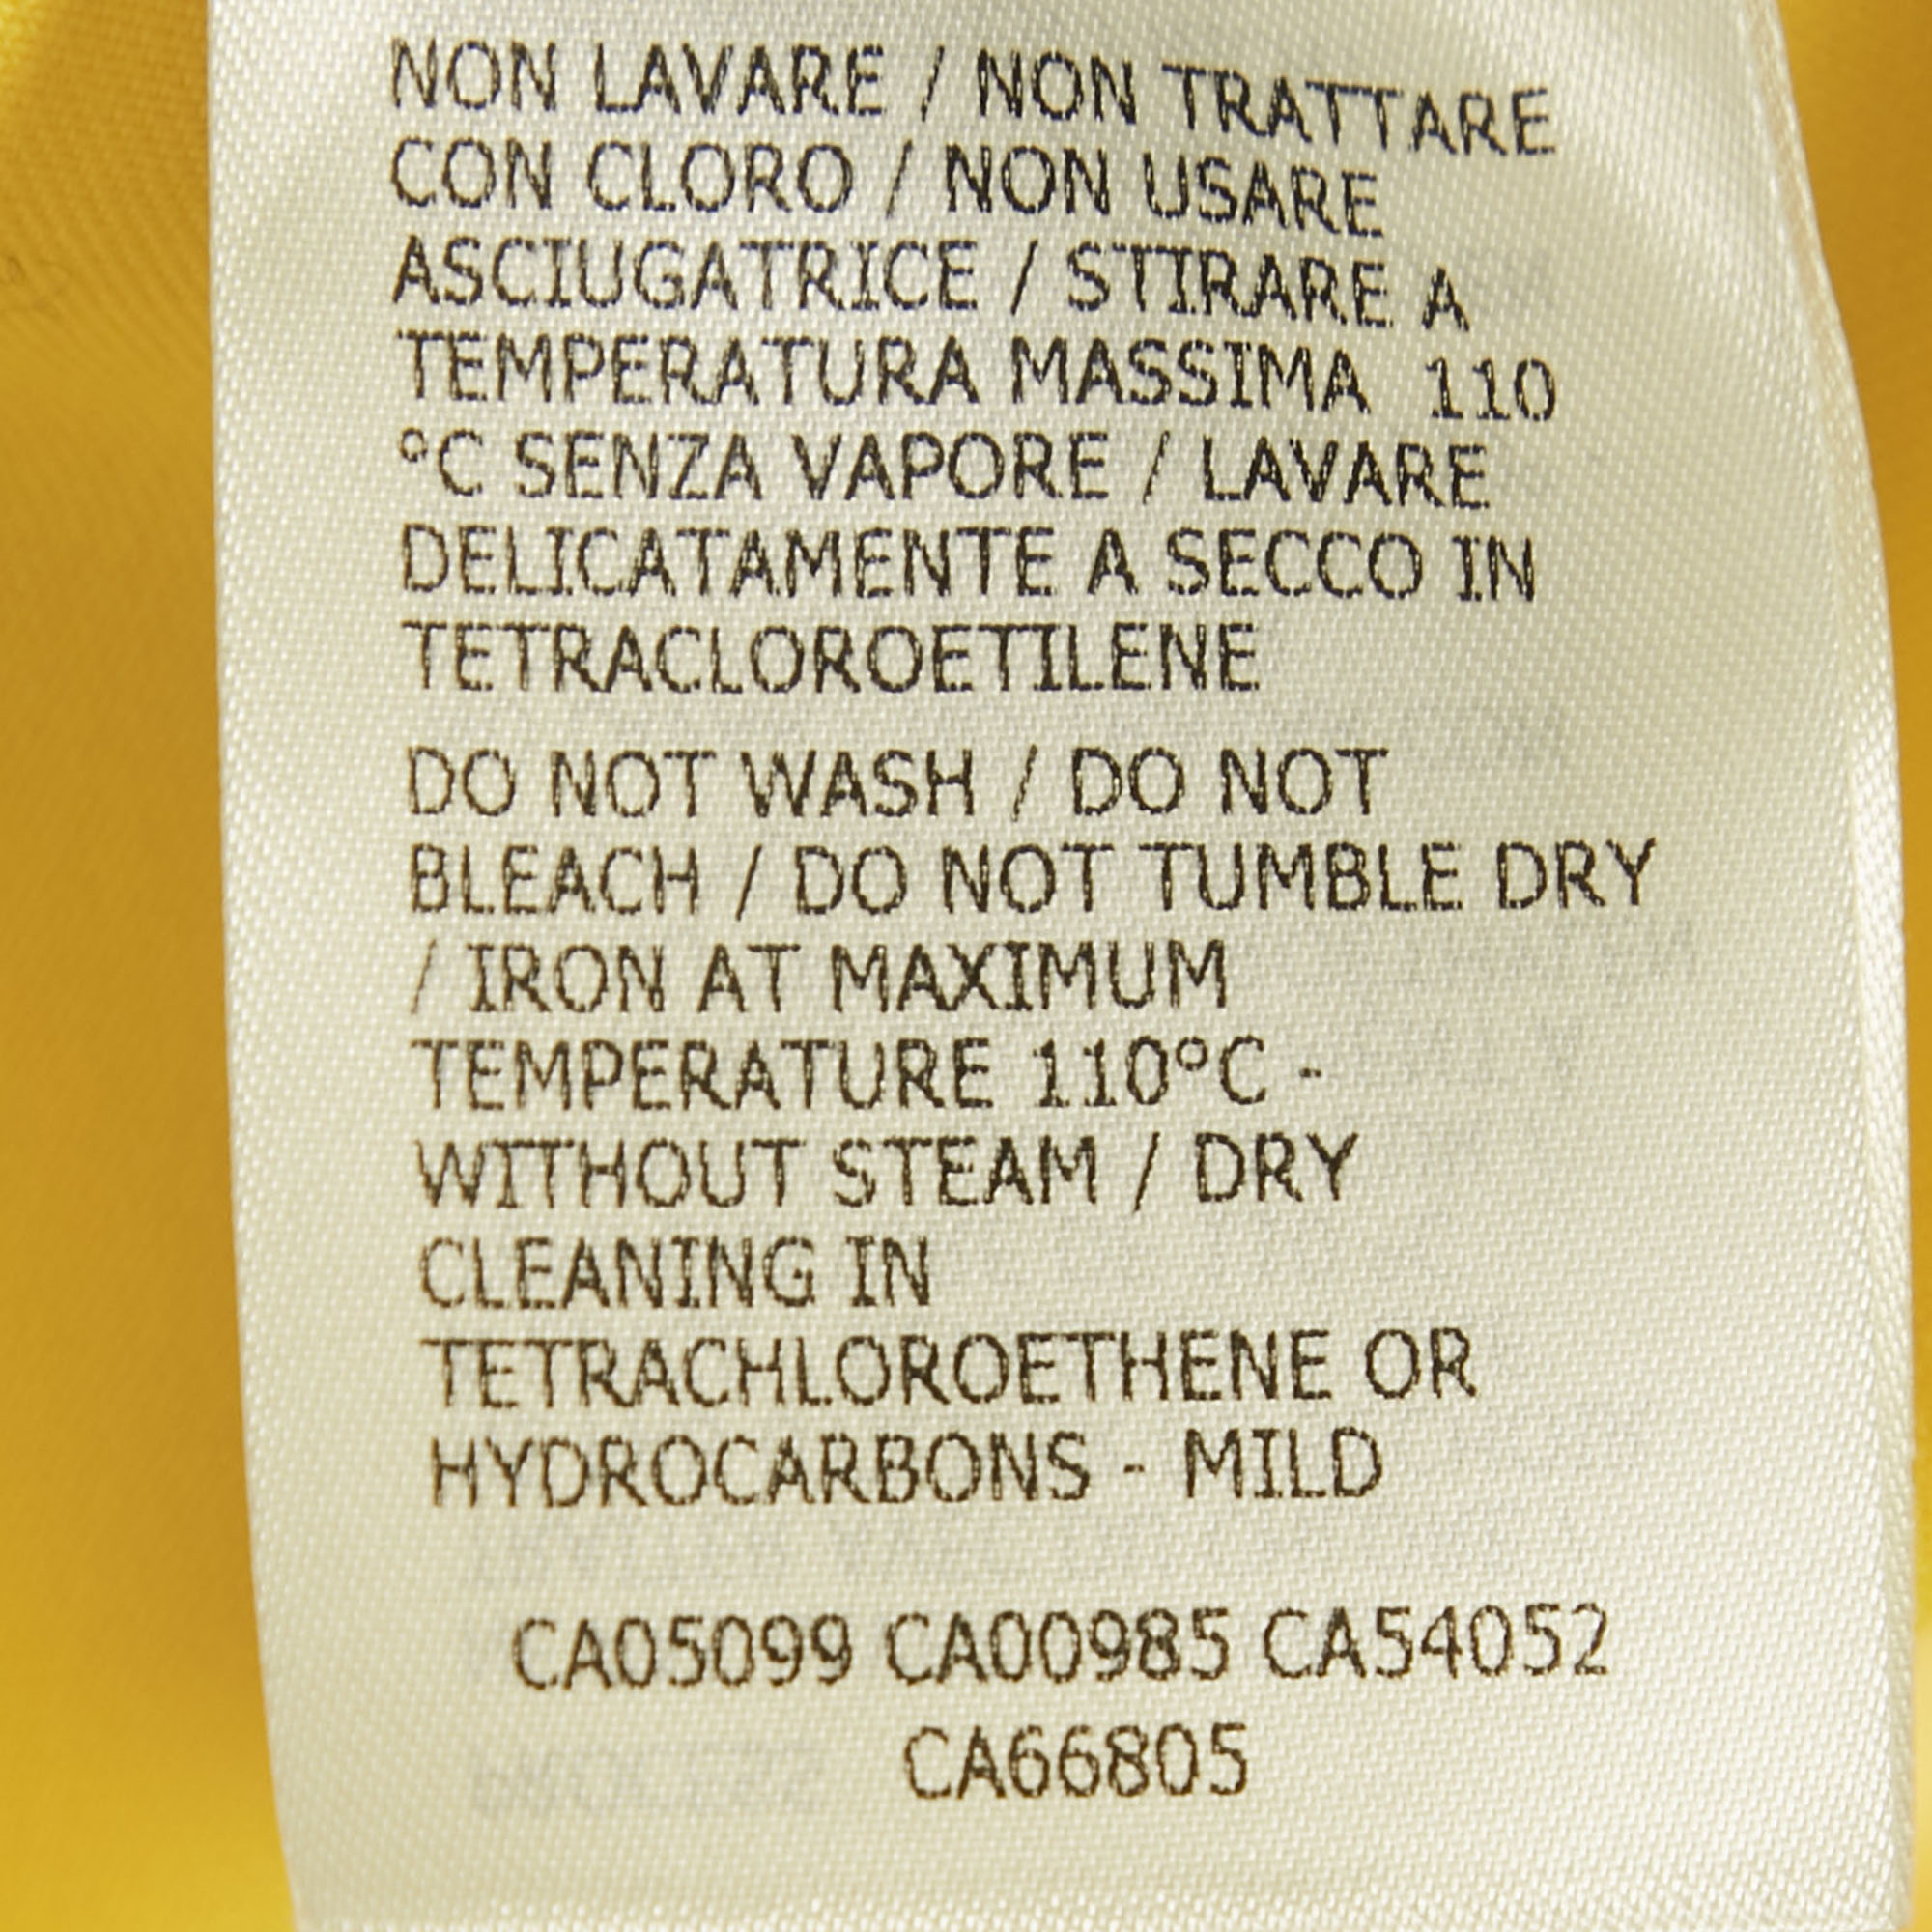 NON LAVARE / NON TRATTARE
CON CLORO / NON USARE
ASCIUGATRICE / STIRARE A
TEMPERATURA MASSIMA 110
°C SENZA VAPORE / LAVARE
DELICATAMENTE A SECCO IN
TETRACLOROETILENE
DO NOT WASH / DO NOT
BLEACH / DO NOT TUMBLE DRY
/ IRON AT MAXIMUM
TEMPERATURE 110°C -
WITHOUT STEAM / DRY
CLEANING IN
TETRACHLOROETHENE OR
HYDROCARBONS - MILD
CA05099 CA00985 CA54052
CA66805